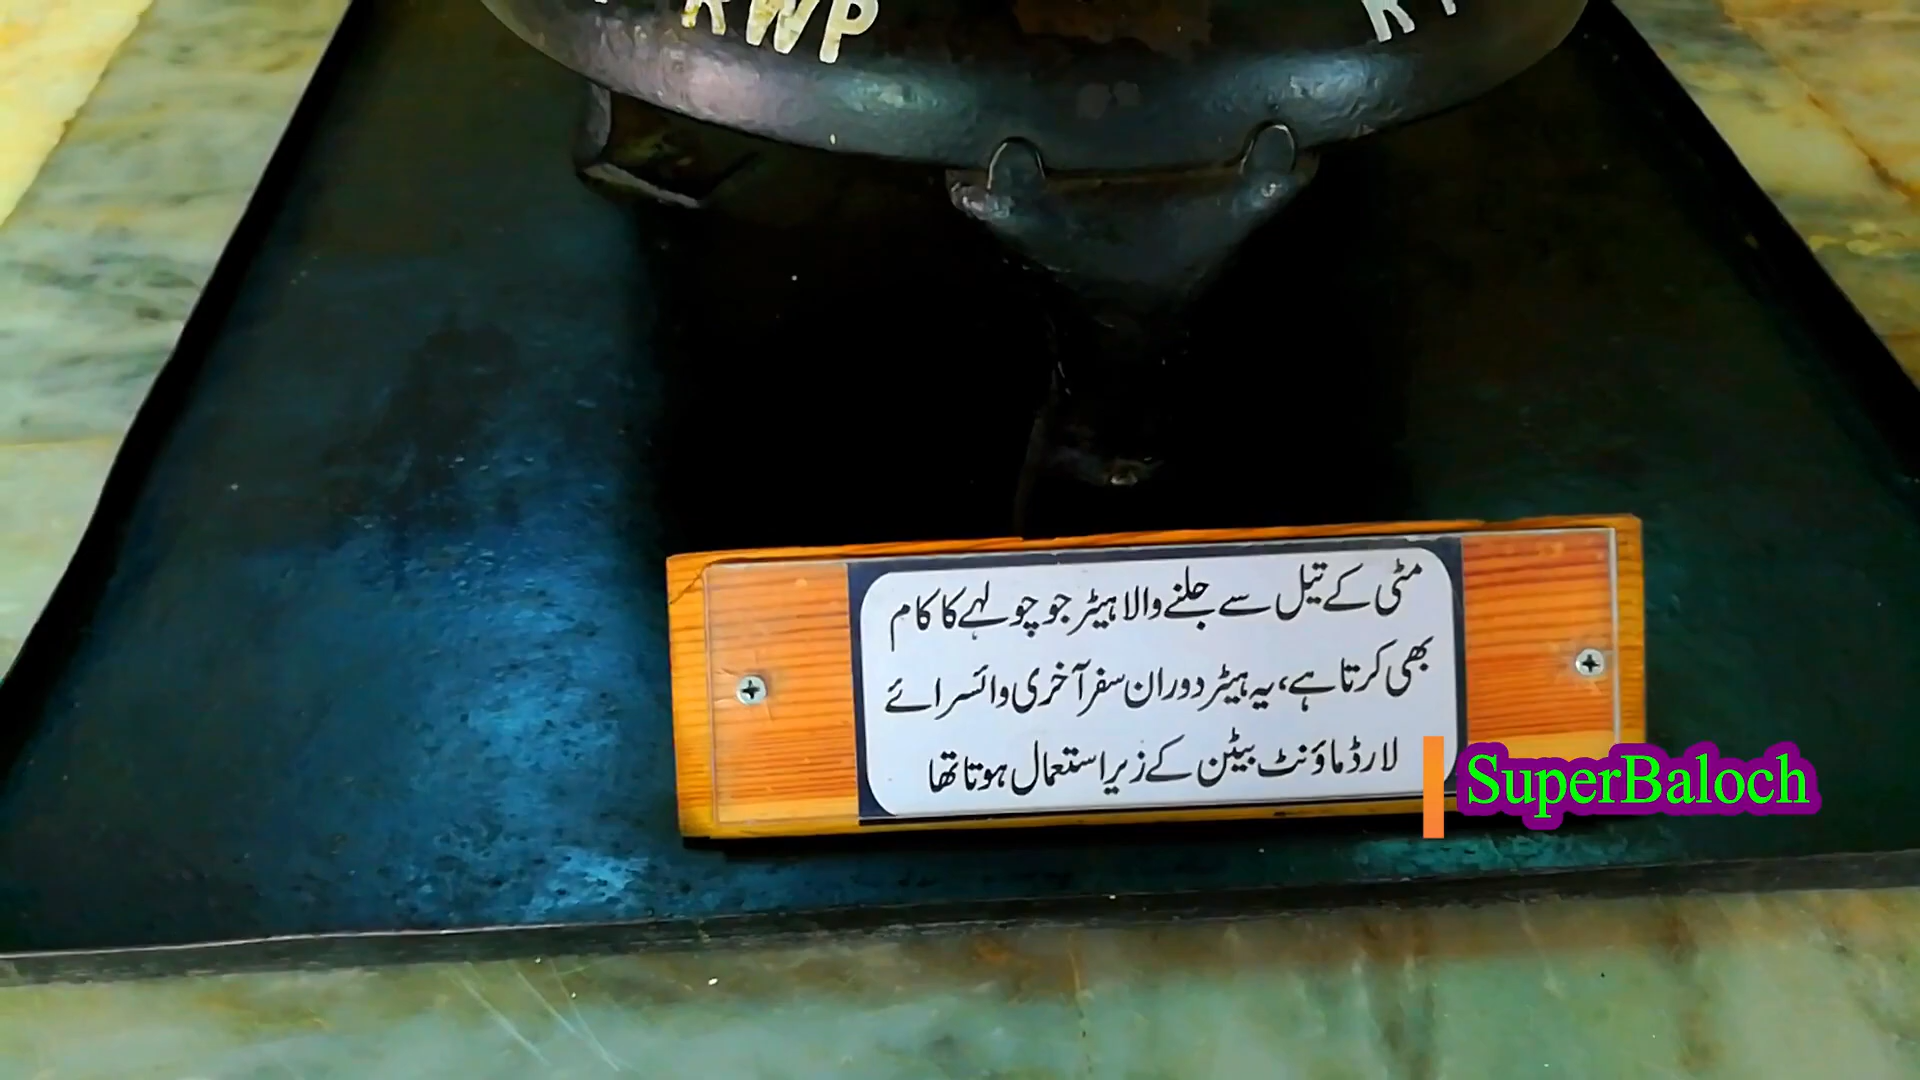 RWP
مٹی کے تیل سے جلنے والا ہیٹر جو چولہے کا کام
بھی کرتا ہے، یہ ہیٹر دوران سفر آخری وائسرائے
لارڈ ماؤنٹ بیٹن کے زیر استعمال ہوتا تھا
SuperBaloch